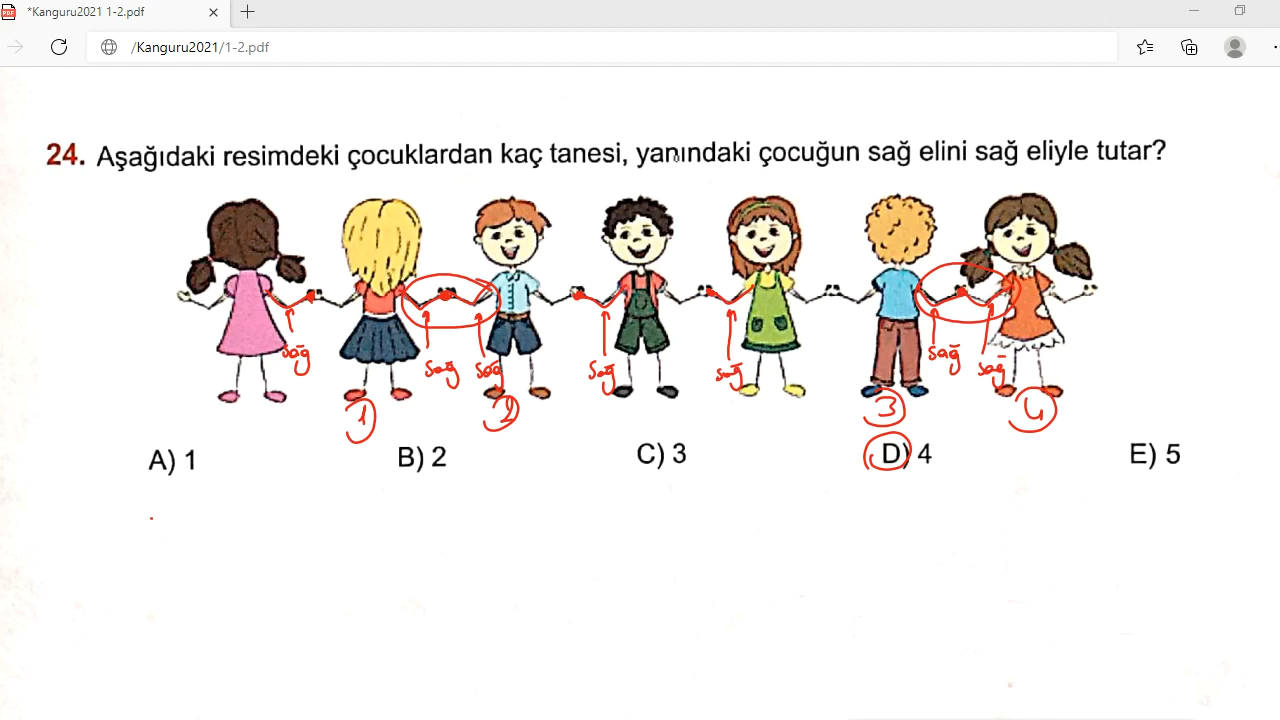 *Kanguru2021 1-2.pdf
/Kanguru2021/1-2.pdf
24. Aşağıdaki resimdeki çocuklardan kaç tanesi, yanındaki çocuğun sağ elini sağ eliyle tutar?
sağ sağ sağ sağ sağ sağ sağ
1 2 3 4
A) 1 B) 2 C) 3 D) 4 E) 5